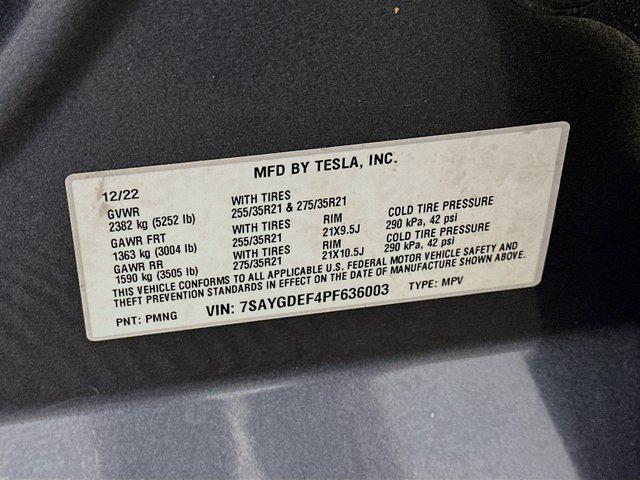 MFD BY TESLA, INC.
12/22
GVWR WITH TIRES
2382 kg (5252 lb) 255/35R21 & 275/35R21 COLD TIRE PRESSURE
GAWR FRT WITH TIRES RIM 290 kPa, 42 psi
1363 kg (3004 lb) 255/35R21 21X9.5J COLD TIRE PRESSURE
GAWR RR WITH TIRES RIM 290 kPa, 42 psi
1590 kg (3505 lb) 275/35R21 21X10.5J
THIS VEHICLE CONFORMS TO ALL APPLICABLE U.S. FEDERAL MOTOR VEHICLE SAFETY AND
THEFT PREVENTION STANDARDS IN EFFECT ON THE DATE OF MANUFACTURE SHOWN ABOVE.
PNT: PMNG VIN: 7SAYGDEF4PF636003 TYPE: MPV